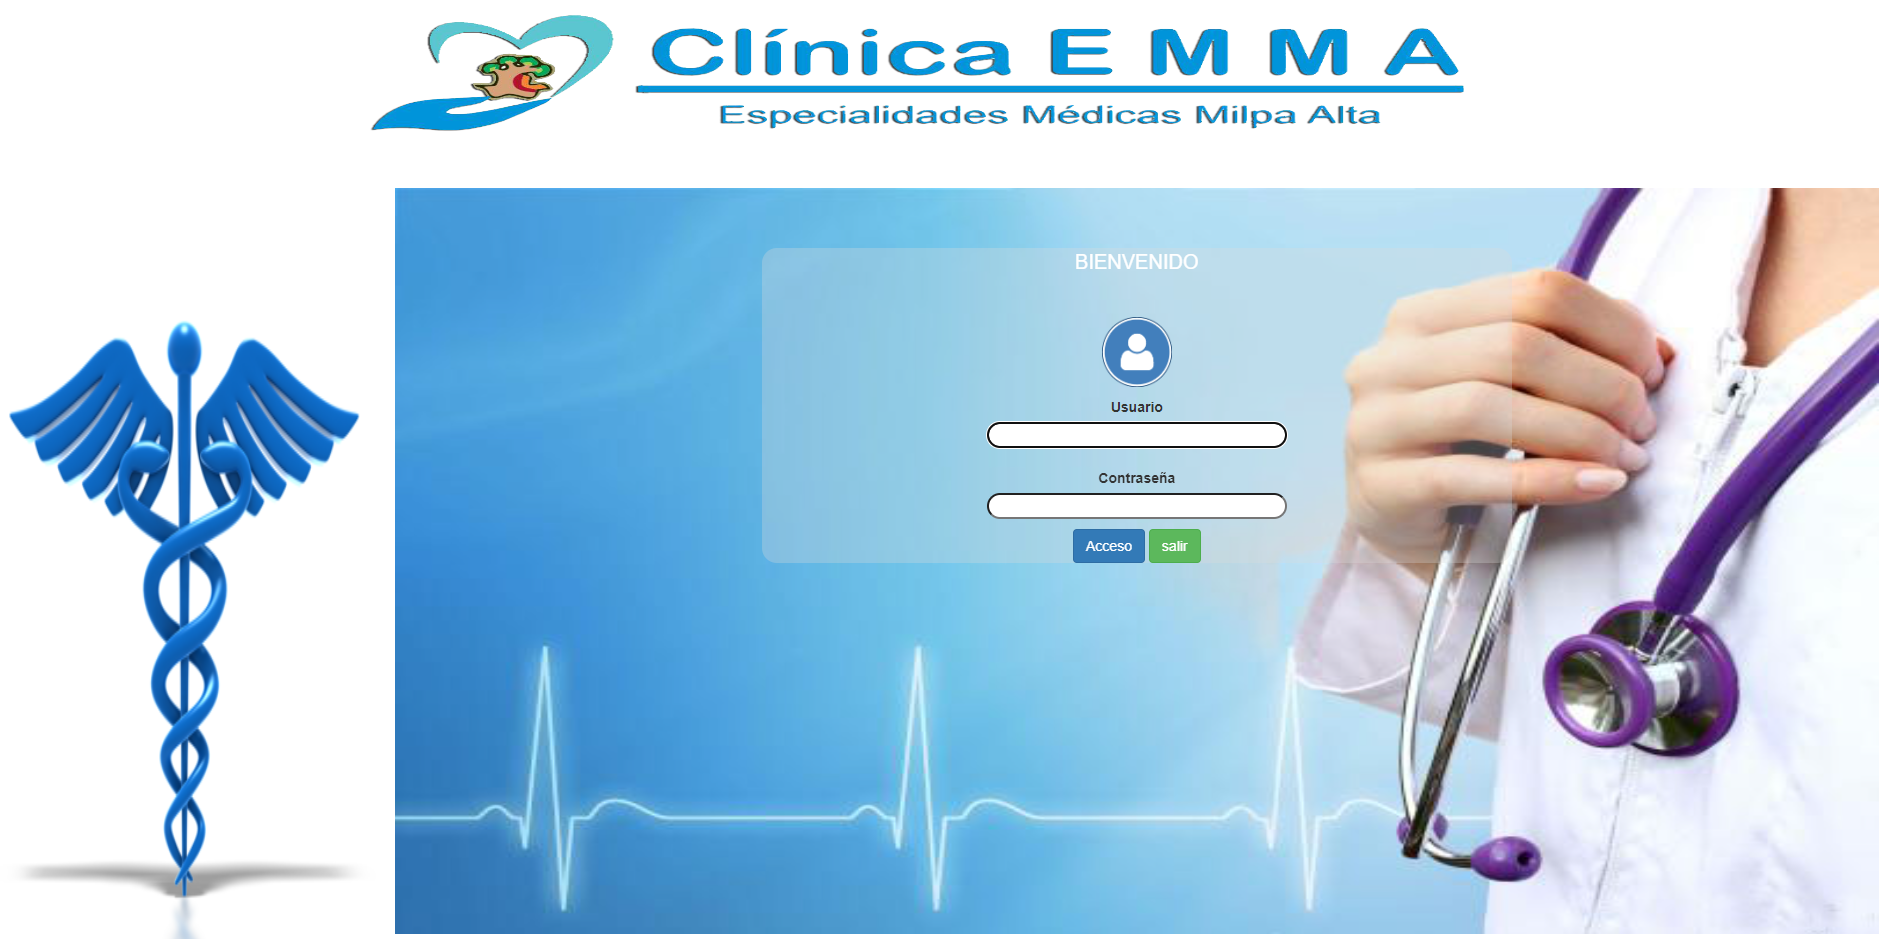 Clínica E M M A
Especialidades Médicas Milpa Alta
BIENVENIDO
Usuario
Contraseña
Acceso salir